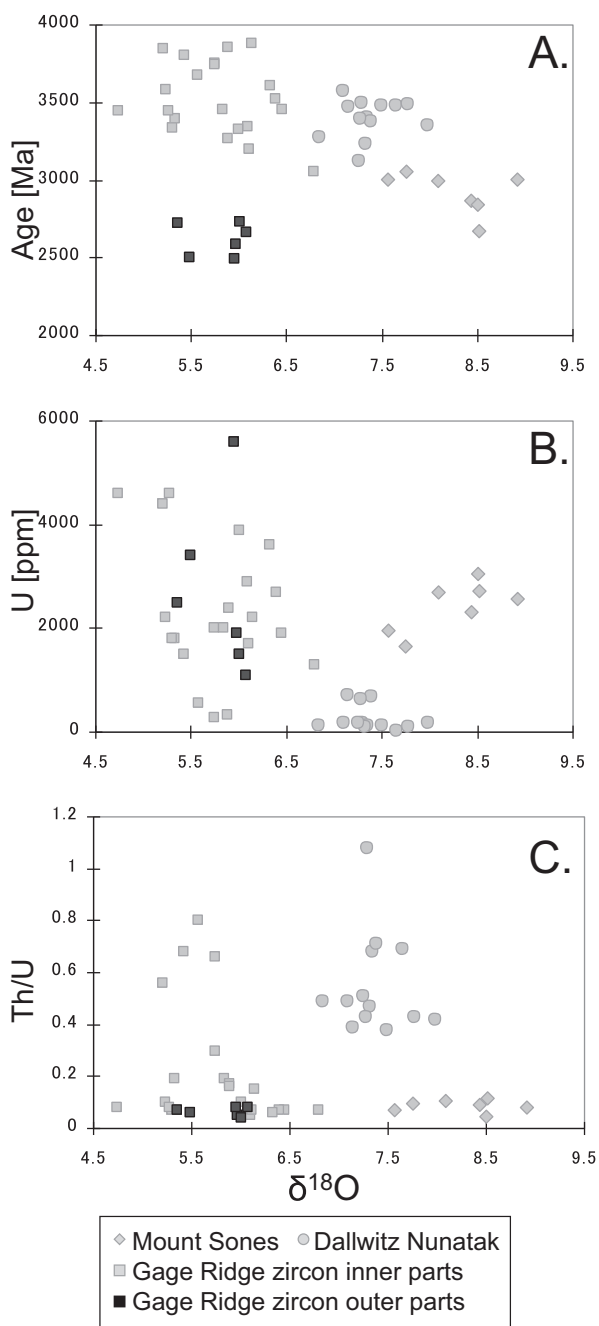 4000
A.
3500
3000
2500
2000
Age [Ma]
4.5 5.5 6.5 7.5 8.5 9.5
6000
B.
4000
2000
0
U [ppm]
4.5 5.5 6.5 7.5 8.5 9.5
1.2
C.
1
0.8
0.6
0.4
0.2
0
Th/U
4.5 5.5 6.5 7.5 8.5 9.5
δ¹⁸O
Mount Sones Dallwitz Nunatak
Gage Ridge zircon inner parts
Gage Ridge zircon outer parts